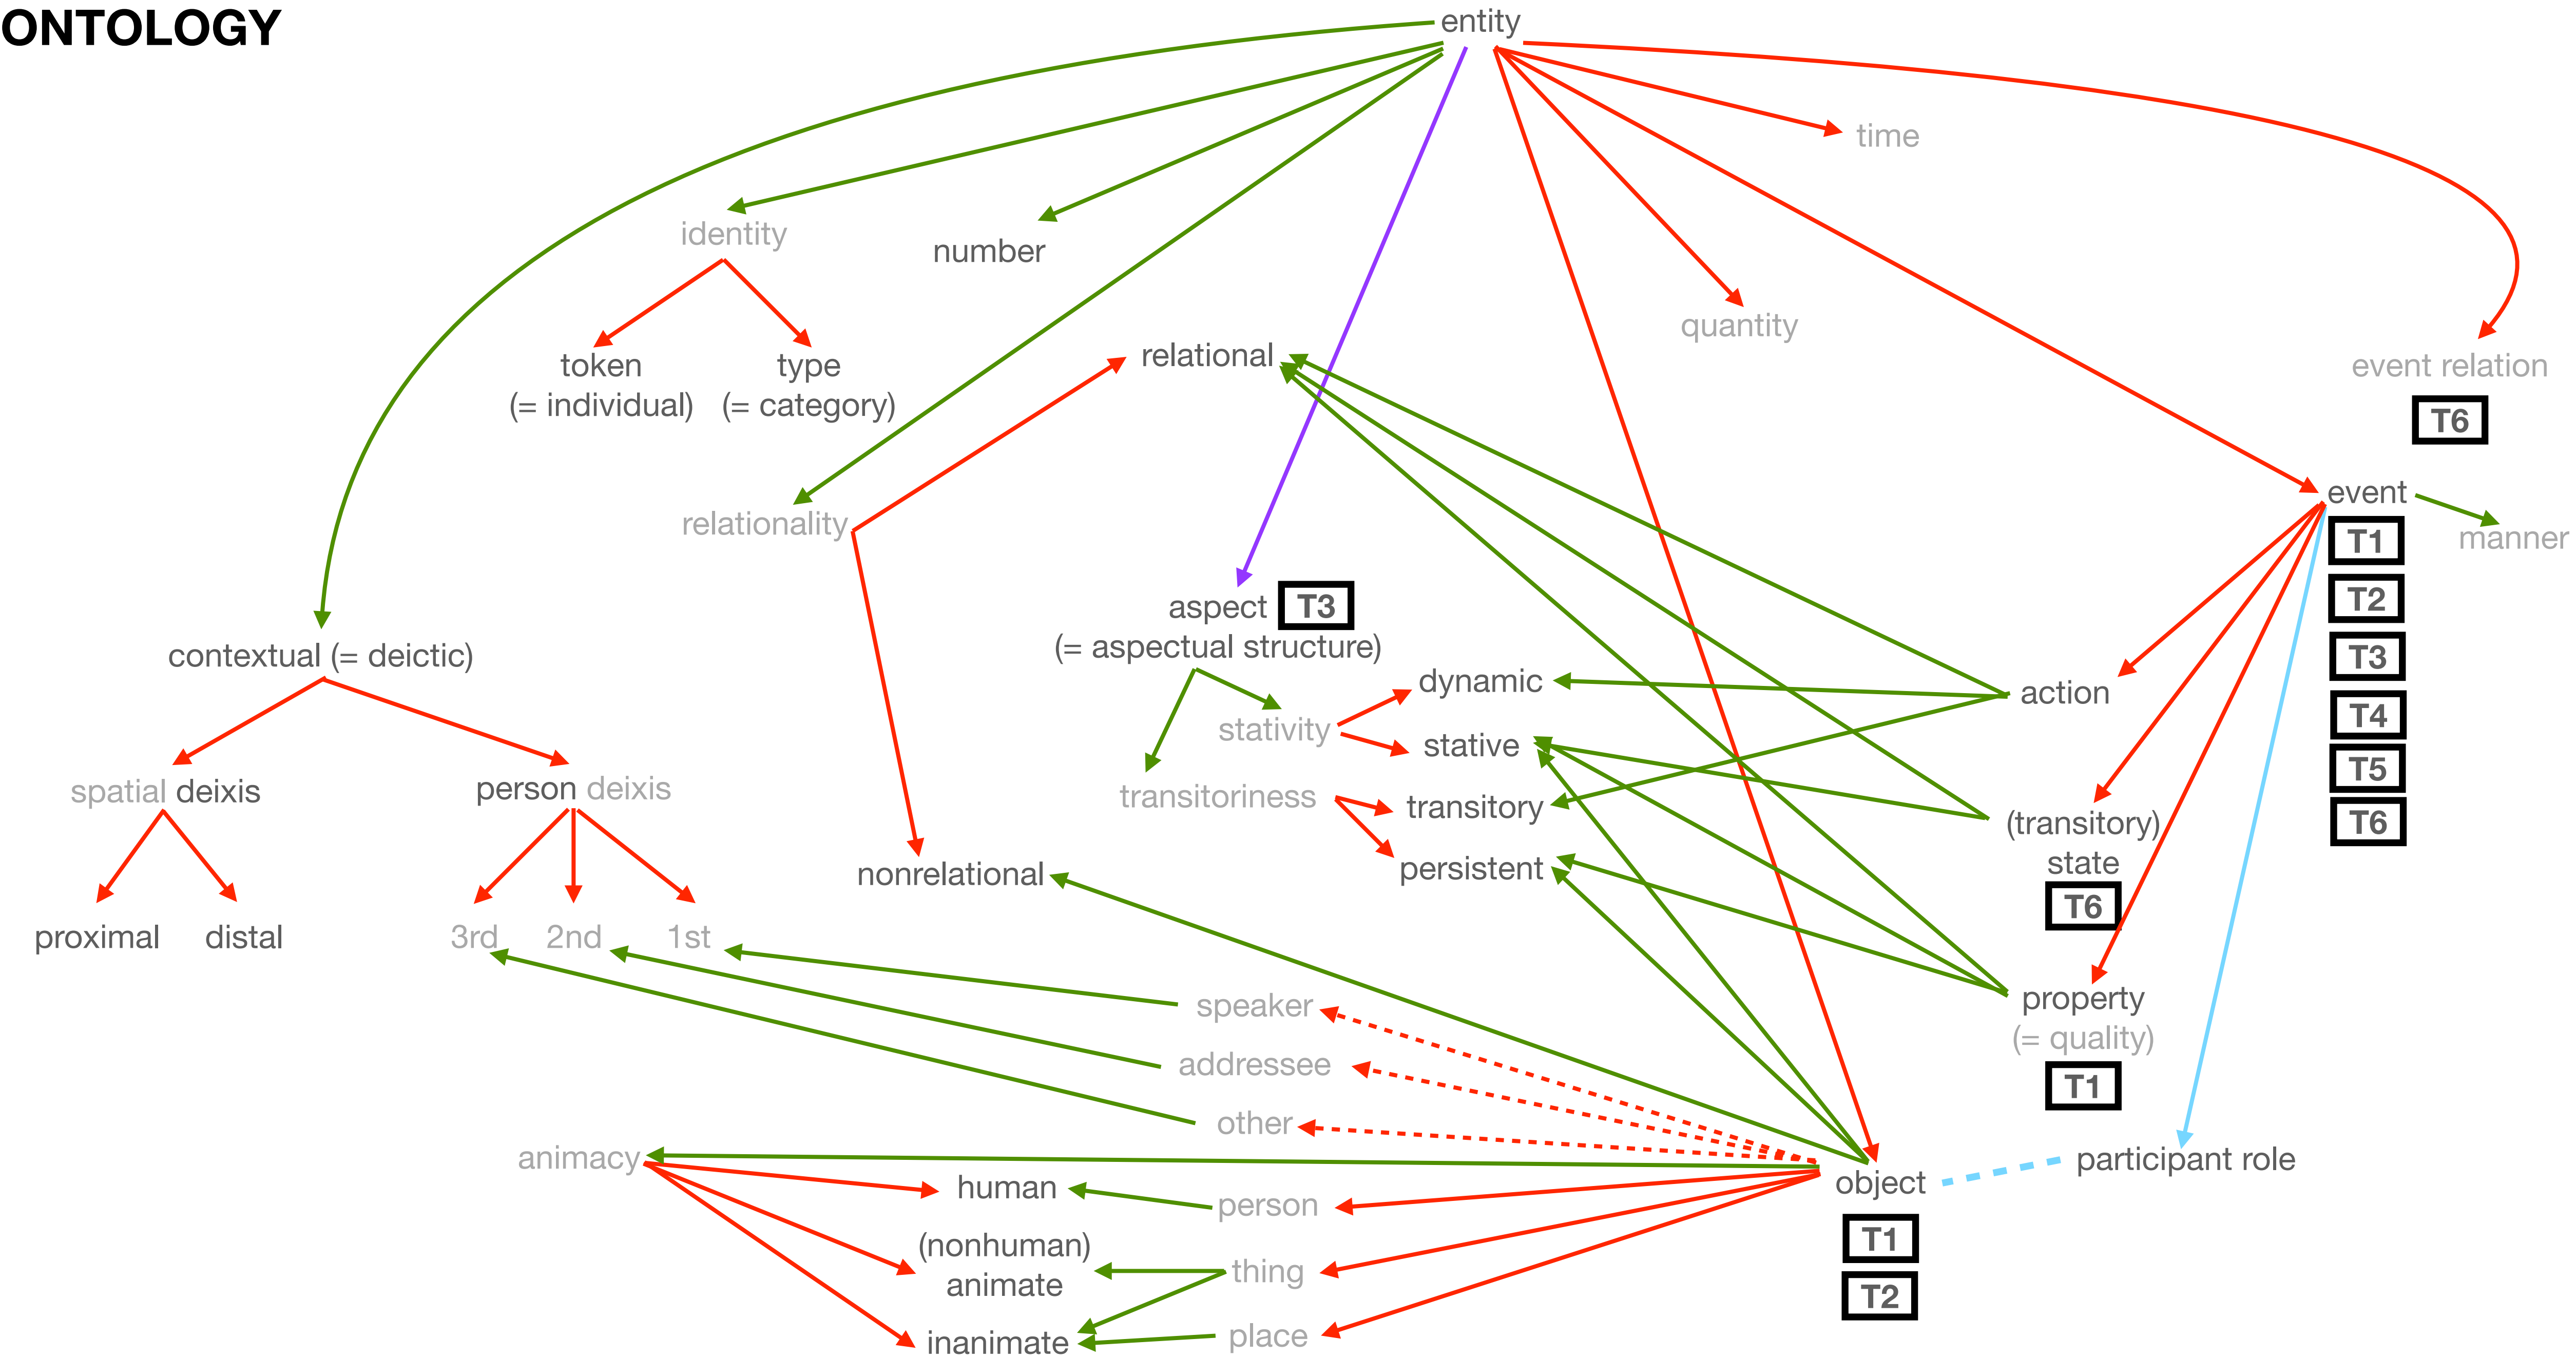 ONTOLOGY
entity
time
identity
number
quantity
token
(= individual)
type
(= category)
relational
event relation
T6
relationality
event
manner
T1
T2
T3
T4
T5
T6
aspect T3
(= aspectual structure)
contextual (= deictic)
dynamic
action
stativity
stative
spatial deixis
person deixis
transitoriness
transitory
(transitory)
state
T6
nonrelational
persistent
proximal
distal
3rd
2nd
1st
speaker
property
(= quality)
T1
addressee
other
animacy
participant role
human
person
object
T1
T2
(nonhuman)
animate
thing
inanimate
place